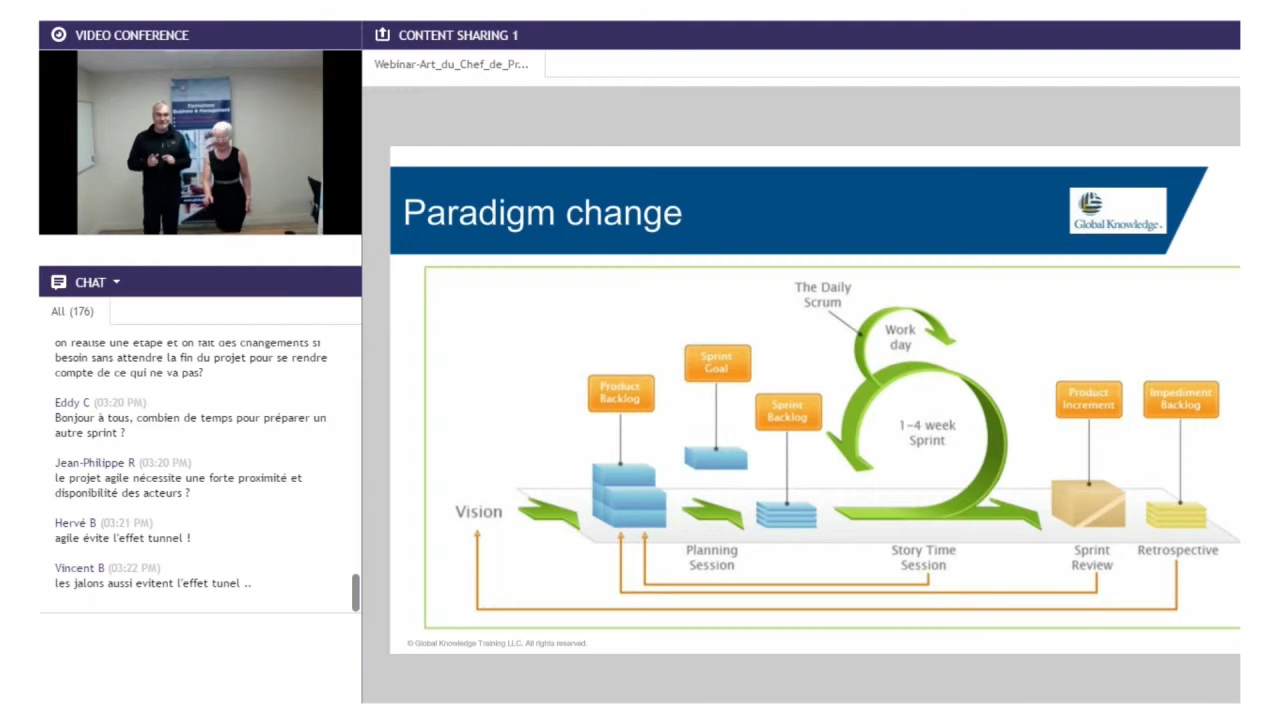 VIDEO CONFERENCE
Formations
Business & Management
CHAT
All (176)
on réalise une étape et on fait des changements si
besoin sans attendre la fin du projet pour se rendre
compte de ce qui ne va pas?
Eddy C (03:20 PM)
Bonjour à tous, combien de temps pour préparer un
autre sprint ?
Jean-Philippe R (03:20 PM)
le projet agile nécessite une forte proximité et
disponibilité des acteurs ?
Hervé B (03:21 PM)
agile évite l'effet tunnel !
Vincent B (03:22 PM)
les jalons aussi evitent l'effet tunel ..
CONTENT SHARING 1
Webinar-Art_du_Chef_de_Pr...
Paradigm change
Global Knowledge.
The Daily
Scrum
Work
day
Sprint
Goal
Product
Backlog
Sprint
Backlog
Product
Increment
Impediment
Backlog
1-4 week
Sprint
Vision
Planning
Session
Story Time
Session
Sprint
Review
Retrospective
© Global Knowledge Training LLC. All rights reserved.